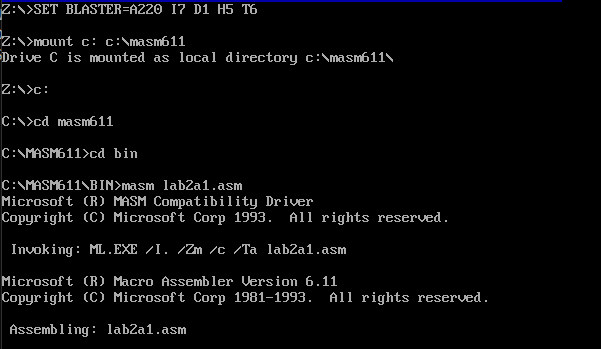 Z:\>SET BLASTER=A220 I7 D1 H5 T6
Z:\>mount c: c:\masm611
Drive C is mounted as local directory c:\masm611\
Z:\>c:
C:\>cd masm611
C:\MASM611>cd bin
C:\MASM611\BIN>masm lab2a1.asm
Microsoft (R) MASM Compatibility Driver
Copyright (C) Microsoft Corp 1993.  All rights reserved.
Invoking: ML.EXE /I. /Zm /c /Ta lab2a1.asm
Microsoft (R) Macro Assembler Version 6.11
Copyright (C) Microsoft Corp 1981-1993.  All rights reserved.
Assembling: lab2a1.asm